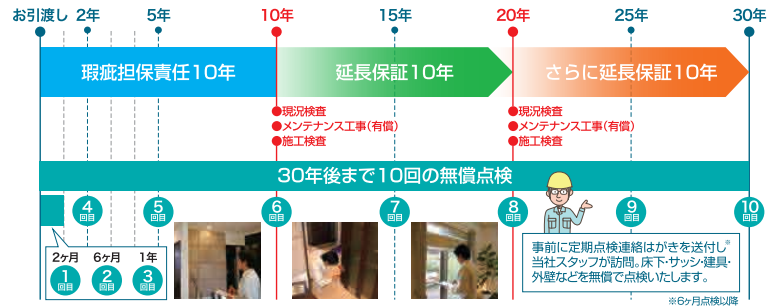 お引渡し 2年 5年 10年 15年 20年 25年 30年
瑕疵担保責任10年 延長保証10年 さらに延長保証10年
●現況検査
●メンテナンス工事(有償)
●施工検査
●現況検査
●メンテナンス工事(有償)
●施工検査
30年後まで10回の無償点検
4回目 5回目 6回目 7回目 8回目 9回目 10回目
2ヶ月 6ヶ月 1年
1回目 2回目 3回目
事前に定期点検連絡はがきを送付し※
当社スタッフが訪問。床下・サッシ・建具・
外壁などを無償で点検いたします。
※6ヶ月点検以降